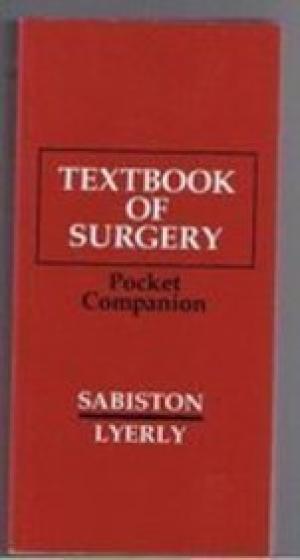 TEXTBOOK
OF
SURGERY
Pocket
Companion
SABISTON
LYERLY